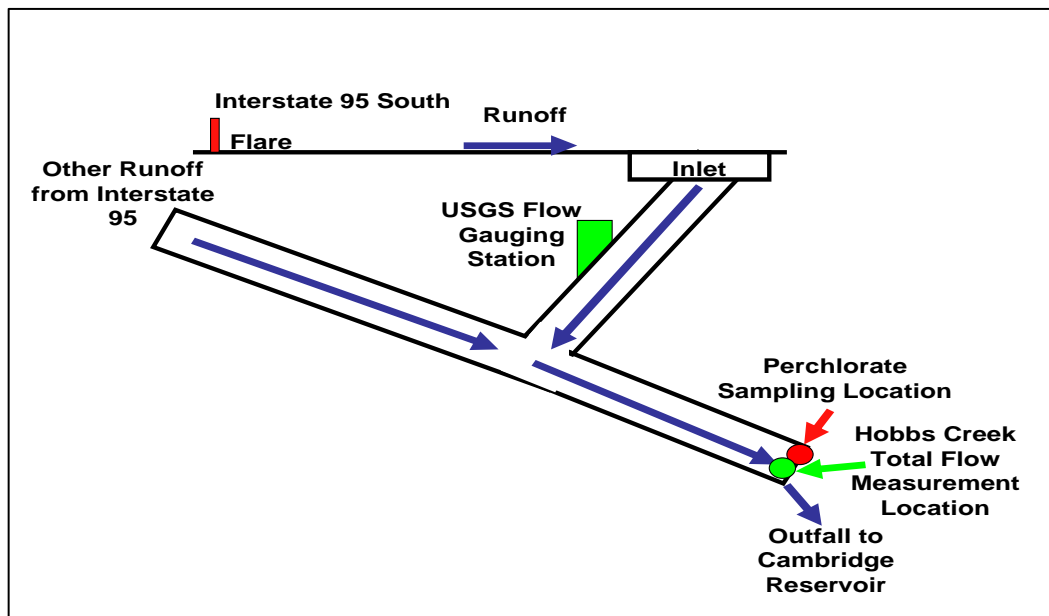 Interstate 95 South
Runoff
Flare
Inlet
Other Runoff
from Interstate
95
USGS Flow
Gauging
Station
Perchlorate
Sampling Location
Hobbs Creek
Total Flow
Measurement
Location
Outfall to
Cambridge
Reservoir